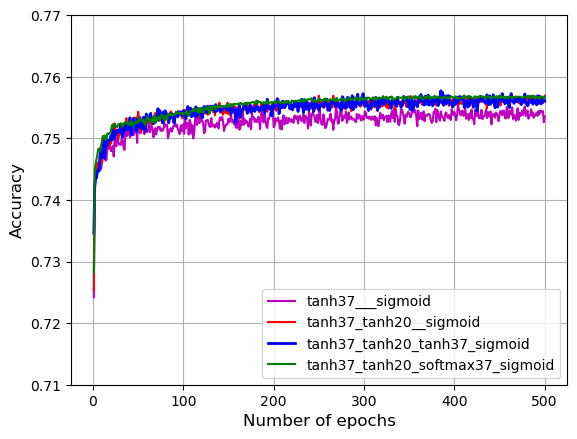 0.77
0.76
0.75
0.74
0.73
0.72
0.71
Accuracy
0
100
200
300
400
500
Number of epochs
tanh37___sigmoid
tanh37_tanh20__sigmoid
tanh37_tanh20_tanh37_sigmoid
tanh37_tanh20_softmax37_sigmoid